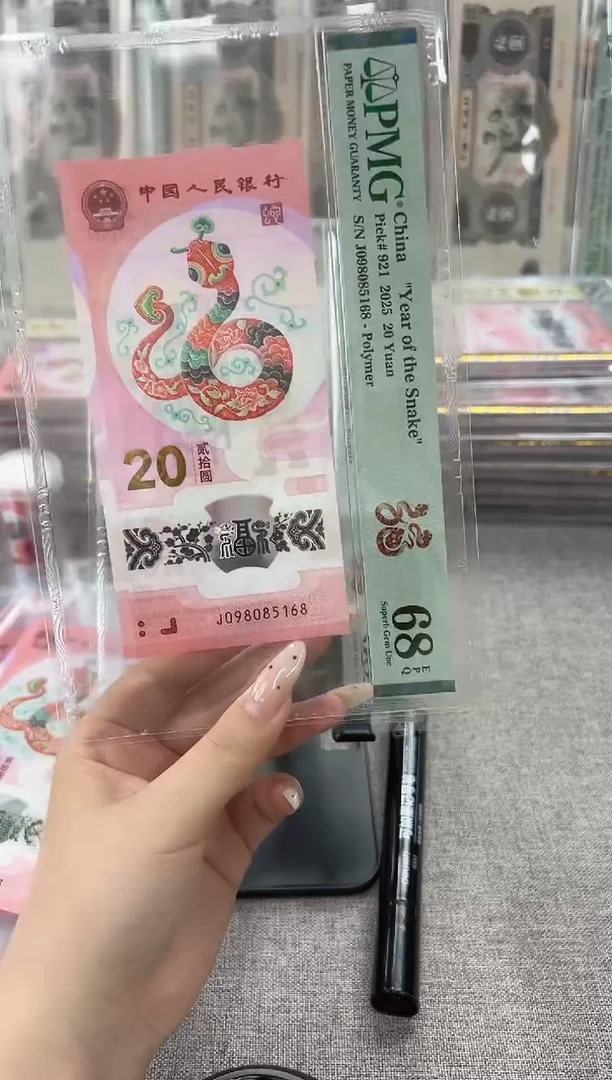 中国人民银行
20
贰拾圆
J098085168
PMG
PAPER MONEY GUARANTY
China "Year of the Snake"
Pick# 921 2025 20 Yuan
S/N J098085168 - Polymer
68
EPQ
Superb Gem Unc